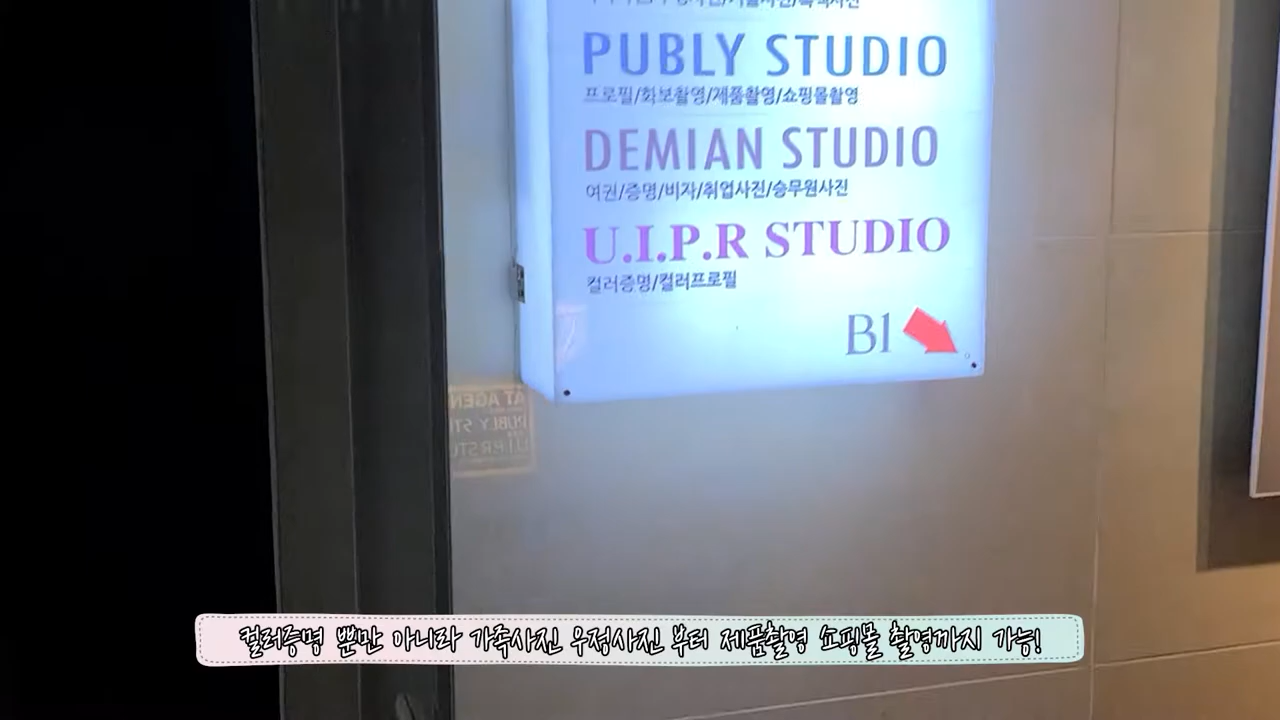 PUBLY STUDIO
프로필/화보촬영/제품촬영/쇼핑몰촬영
DEMIAN STUDIO
여권/증명/비자/취업사진/승무원사진
U.I.P.R STUDIO
컬러증명/컬러프로필
B1
컬러증명 뿐만 아니라 가족사진 우정사진 부터 제품촬영 쇼핑몰 촬영까지 가능!